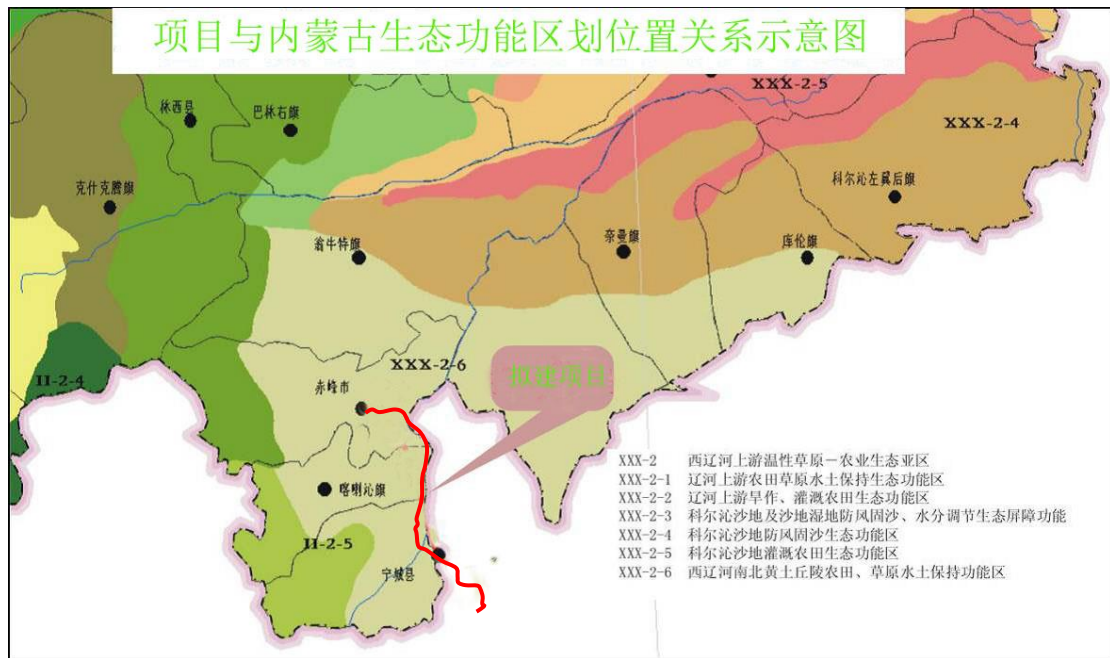 项目与内蒙古生态功能区划位置关系示意图
XXX-2-5
林西县
巴林右旗
XXX-2-4
克什克腾旗
科尔沁左翼后旗
翁牛特旗
奈曼旗
库伦旗
XXX-2-6
II-2-4
拟建项目
赤峰市
喀喇沁旗
II-2-5
宁城县
XXX-2 西辽河上游温性草原—农业生态亚区
XXX-2-1 辽河上游农田草原水土保持生态功能区
XXX-2-2 辽河上游旱作、灌溉农田生态功能区
XXX-2-3 科尔沁沙地及沙地湿地防风固沙、水分调节生态屏障功能
XXX-2-4 科尔沁沙地防风固沙生态功能区
XXX-2-5 科尔沁沙地灌溉农田生态功能区
XXX-2-6 西辽河南北黄土丘陵农田、草原水土保持功能区